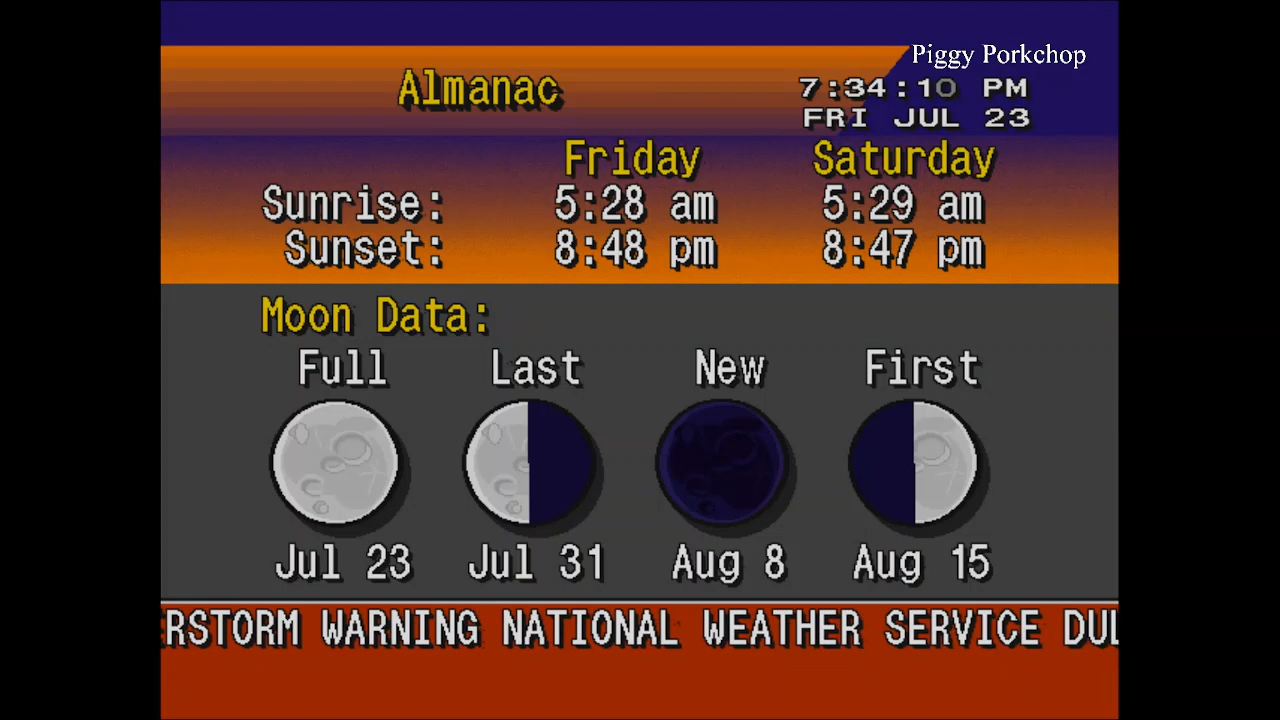 Piggy Porkchop
Almanac
7:34:10 PM
FRI JUL 23
Friday Saturday
Sunrise: 5:28 am 5:29 am
Sunset: 8:48 pm 8:47 pm
Moon Data:
Full Last New First
Jul 23 Jul 31 Aug 8 Aug 15
ERSTORM WARNING NATIONAL WEATHER SERVICE DUL